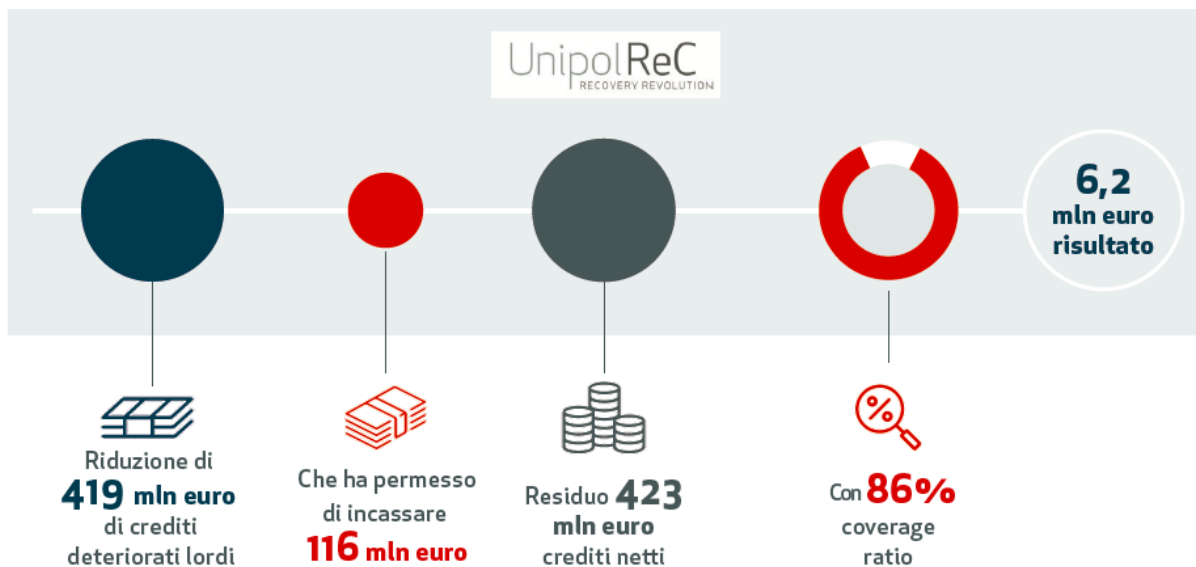 UnipolReC
RECOVERY REVOLUTION
6,2
mln euro
risultato
Riduzione di
419 mln euro
di crediti
deteriorati lordi
Che ha permesso
di incassare
116 mln euro
Residuo 423
mln euro
crediti netti
%
Con 86%
coverage
ratio